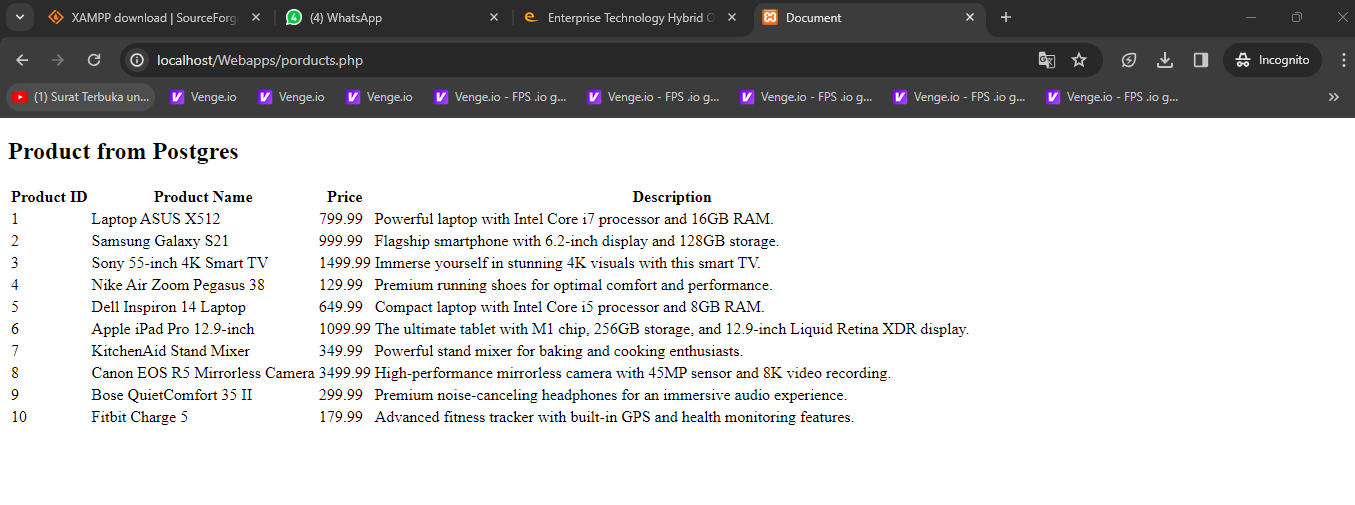 XAMPP download | SourceForg
(4) WhatsApp
Enterprise Technology Hybrid
Document
localhost/Webapps/porducts.php
Incognito
(1) Surat Terbuka un...
Venge.io
Venge.io
Venge.io
Venge.io - FPS .io g...
Venge.io - FPS .io g...
Venge.io - FPS .io g...
Venge.io - FPS .io g...
Venge.io - FPS .io g...
Product from Postgres
Product ID Product Name Price Description
1 Laptop ASUS X512 799.99 Powerful laptop with Intel Core i7 processor and 16GB RAM.
2 Samsung Galaxy S21 999.99 Flagship smartphone with 6.2-inch display and 128GB storage.
3 Sony 55-inch 4K Smart TV 1499.99 Immerse yourself in stunning 4K visuals with this smart TV.
4 Nike Air Zoom Pegasus 38 129.99 Premium running shoes for optimal comfort and performance.
5 Dell Inspiron 14 Laptop 649.99 Compact laptop with Intel Core i5 processor and 8GB RAM.
6 Apple iPad Pro 12.9-inch 1099.99 The ultimate tablet with M1 chip, 256GB storage, and 12.9-inch Liquid Retina XDR display.
7 KitchenAid Stand Mixer 349.99 Powerful stand mixer for baking and cooking enthusiasts.
8 Canon EOS R5 Mirrorless Camera 3499.99 High-performance mirrorless camera with 45MP sensor and 8K video recording.
9 Bose QuietComfort 35 II 299.99 Premium noise-canceling headphones for an immersive audio experience.
10 Fitbit Charge 5 179.99 Advanced fitness tracker with built-in GPS and health monitoring features.